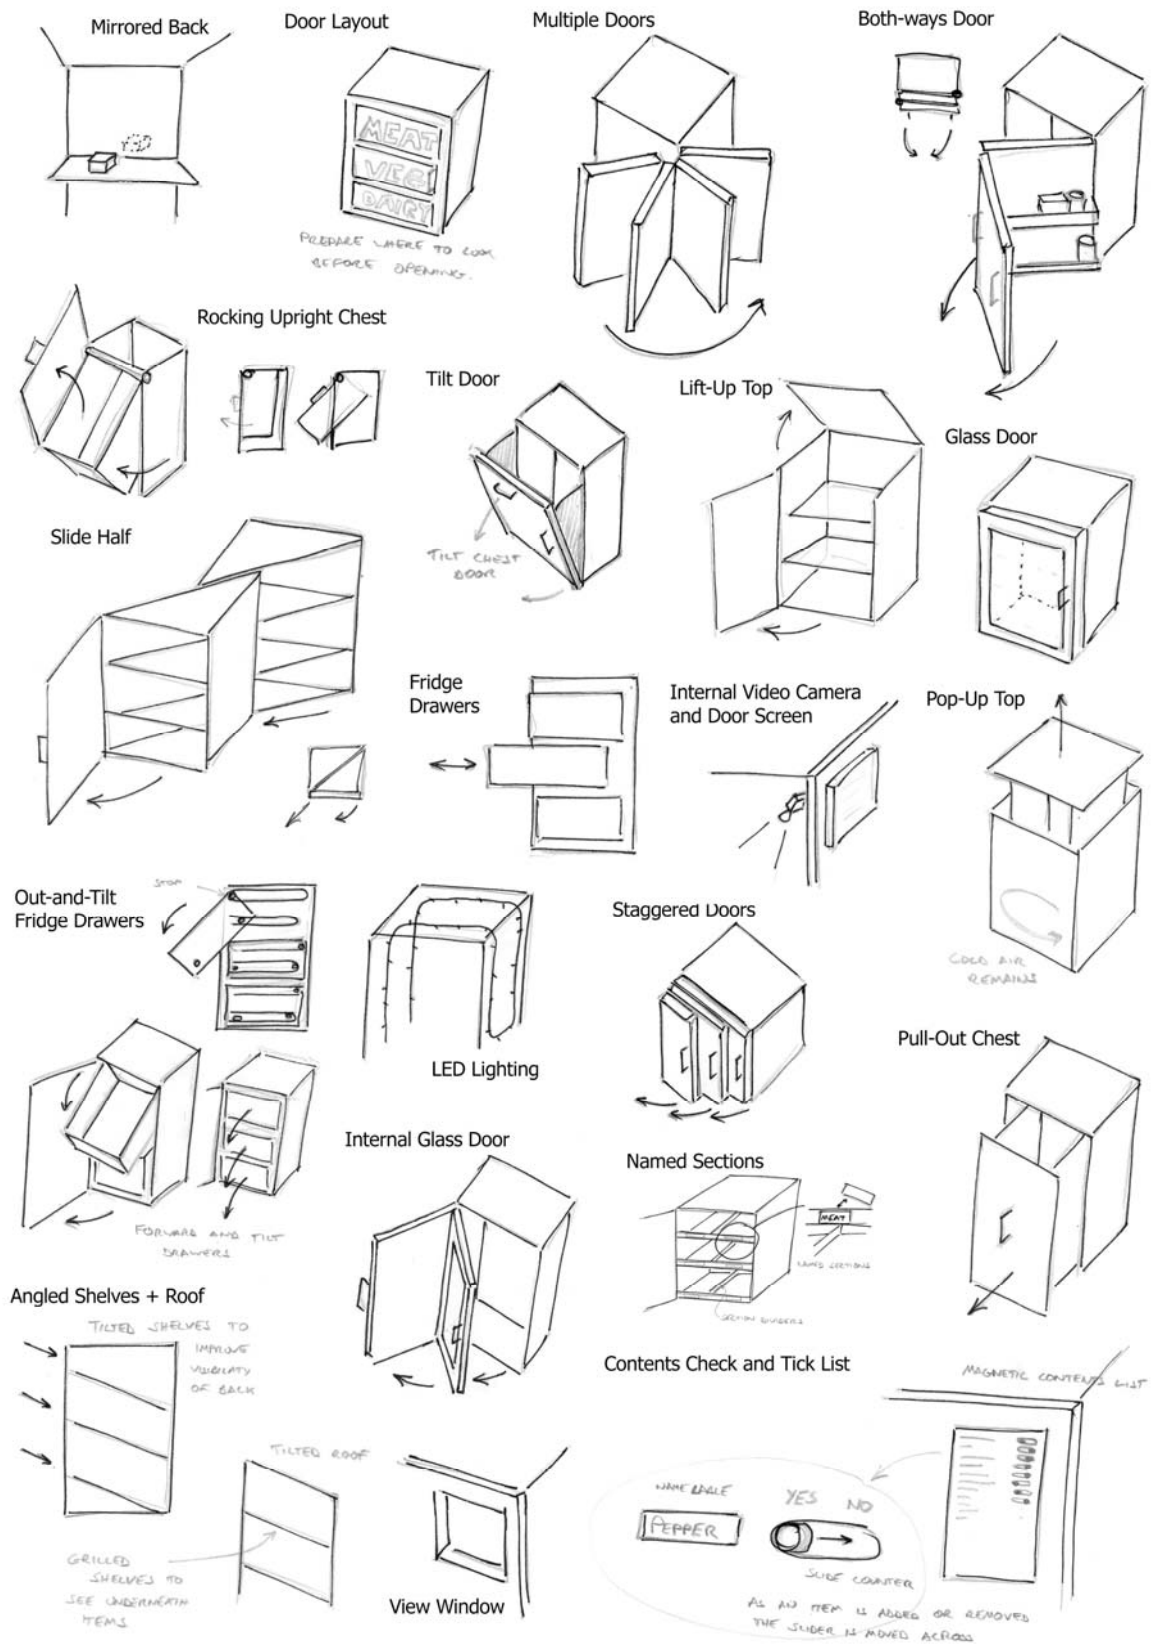 Mirrored Back
Door Layout
MEAT
VEG
DAIRY
PREPARE WHERE TO LOOK
BEFORE OPENING.
Multiple Doors
Both-ways Door
Rocking Upright Chest
Tilt Door
TILT CHEST
DOOR
Lift-Up Top
Glass Door
Slide Half
Fridge
Drawers
Internal Video Camera
and Door Screen
Pop-Up Top
COLD AIR
REMAINS
Out-and-Tilt
Fridge Drawers
STOP
LED Lighting
Staggered Doors
Pull-Out Chest
FORWARD AND TILT
DRAWERS
Internal Glass Door
Named Sections
MEAT
NAMED SECTIONS
SECTION DIVIDERS
Angled Shelves + Roof
TILTED SHELVES TO
IMPROVE
VISIBILITY
OF BACK
TILTED ROOF
GRILLED
SHELVES TO
SEE UNDERNEATH
ITEMS
View Window
Contents Check and Tick List
MAGNETIC CONTENTS LIST
YES NO
PEPPER
SLIDE COUNTER
AS AN ITEM IS ADDED OR REMOVED
THE SLIDER IS MOVED ACROSS